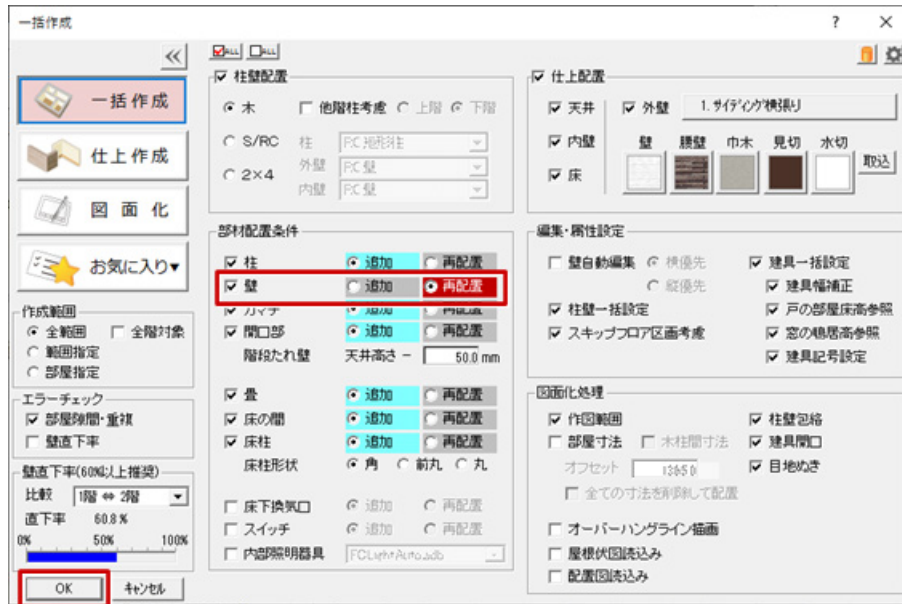 一括作成
? ×
≪
ALL ALL
一括作成
仕上作成
図面化
お気に入り▼
作成範囲
全範囲 全階対象
範囲指定
部屋指定
エラーチェック
部屋隙間・重複
壁直下率
壁直下率(60%以上推奨)
比較 1階 ⇔ 2階
直下率 60.8 %
0% 50% 100%
OK キャンセル
柱壁配置
木 他階柱考慮 上階 下階
S/RC 柱 RC 矩形柱
2×4 外壁 RC 壁
内壁 RC 壁
部材配置条件
柱 追加 再配置
壁 追加 再配置
カマチ 追加 再配置
開口部 追加 再配置
階段たれ壁 天井高さ − 50.0 mm
畳 追加 再配置
床の間 追加 再配置
床柱 追加 再配置
床柱形状 角 前丸 丸
床下換気口 追加 再配置
スイッチ 追加 再配置
内部照明器具 FCLightAuto.adb
仕上配置
天井 外壁 1. サイディング横張り
内壁 壁 腰壁 巾木 見切 水切
床 取込
編集・属性設定
壁自動編集 横優先 建具一括設定
縦優先 建具幅補正
柱壁一括設定 戸の部屋床高参照
スキップフロア区画考慮 窓の鴨居高参照
建具記号設定
図面化処理
作図範囲 柱壁包絡
部屋寸法 木柱間寸法 建具開口
オフセット 1365.0 目地ぬき
全ての寸法を削除して配置
オーバーハングライン描画
屋根伏図読込み
配置図読込み